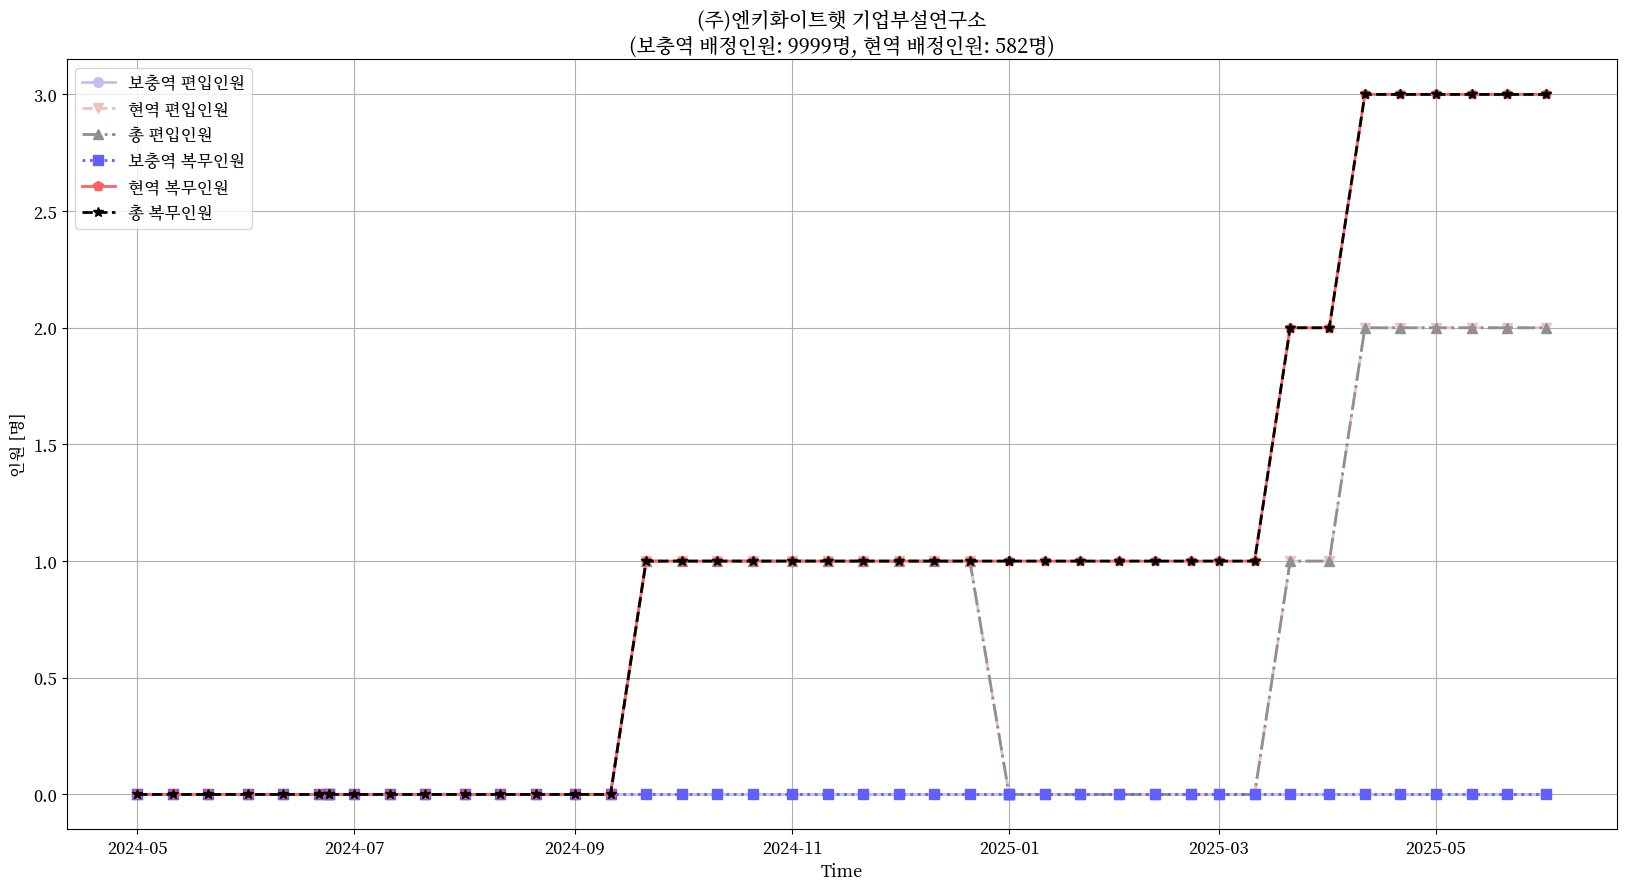 (주)엔키화이트햇 기업부설연구소
(보충역 배정인원: 9999명, 현역 배정인원: 582명)
보충역 편입인원
현역 편입인원
총 편입인원
보충역 복무인원
현역 복무인원
총 복무인원
3.0
2.5
2.0
1.5
1.0
0.5
0.0
인원 [명]
2024-05
2024-07
2024-09
2024-11
2025-01
2025-03
2025-05
Time